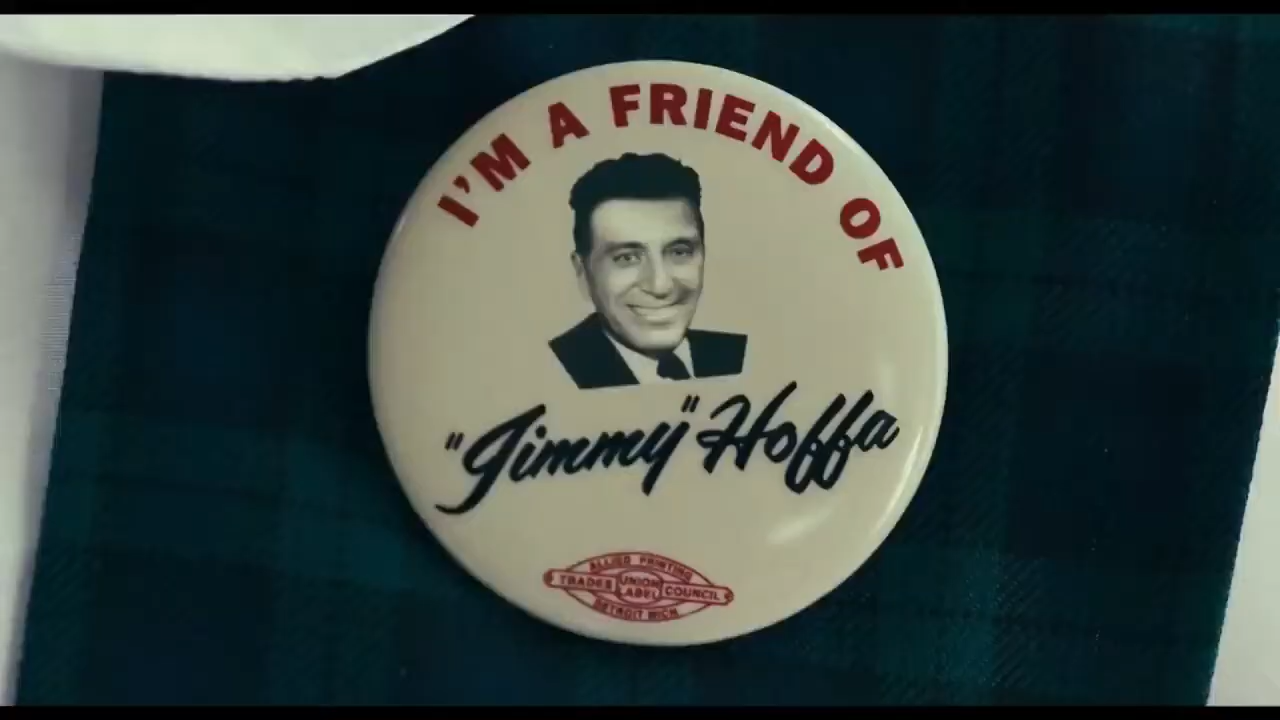 I'M A FRIEND OF
"Jimmy" Hoffa
ALLIED PRINTING
TRADES UNION LABEL COUNCIL
DETROIT MICH